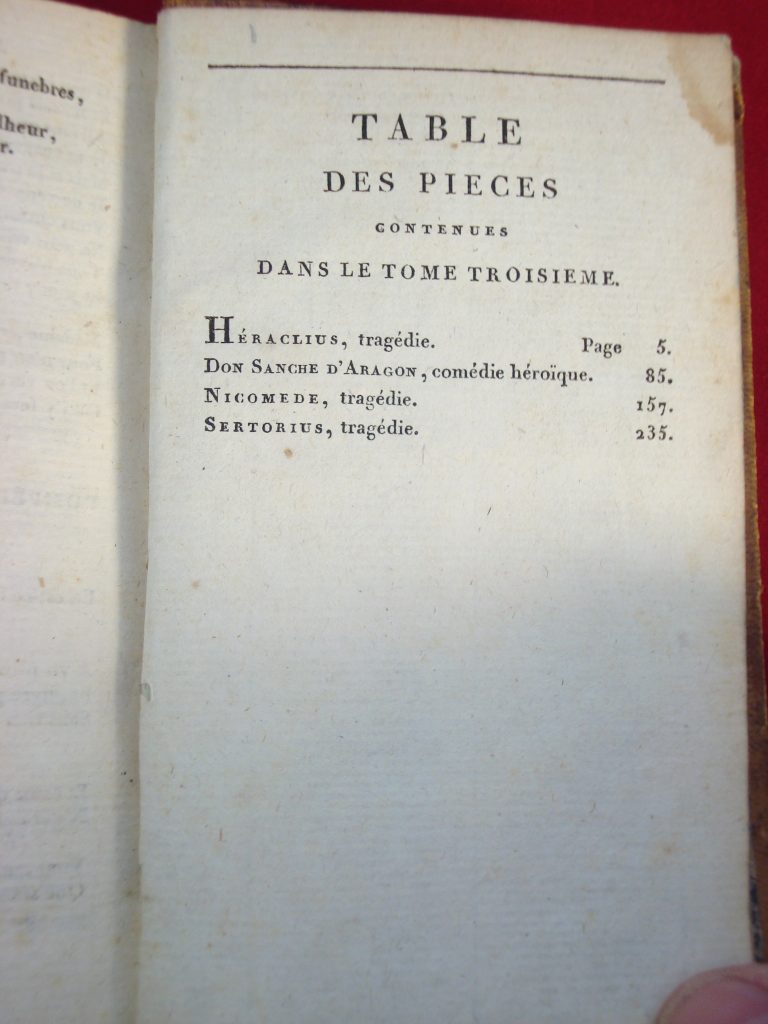 funebres,
lheur,
r.
TABLE
DES PIECES
CONTENUES
DANS LE TOME TROISIEME.
HÉRACLIUS, tragédie. Page 5.
DON SANCHE D'ARAGON, comédie héroïque. 85.
NICOMEDE, tragédie. 157.
SERTORIUS, tragédie. 235.